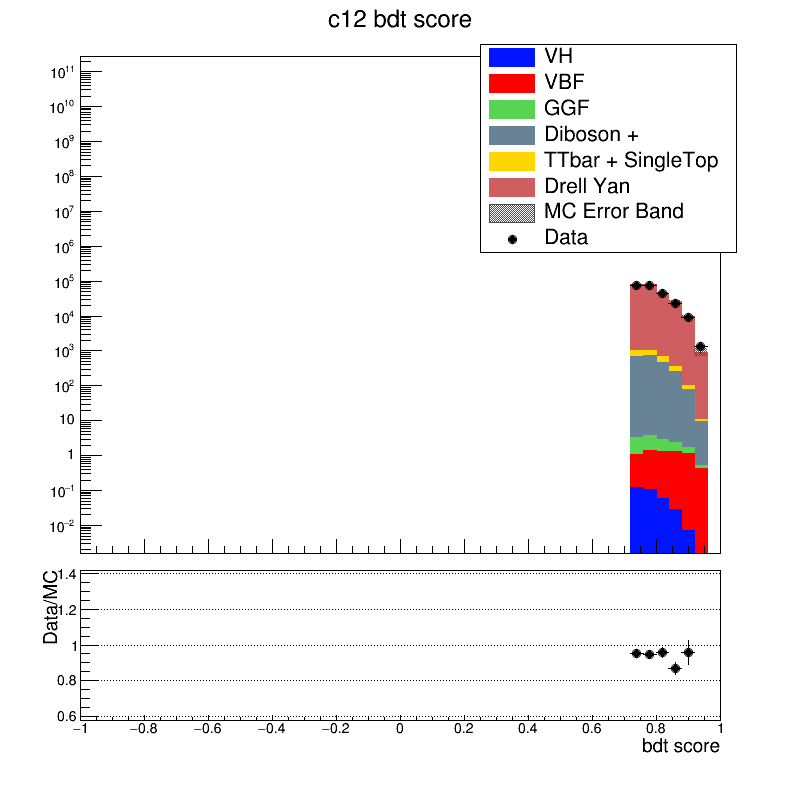 c12 bdt score
VH
VBF
GGF
Diboson +
TTbar + SingleTop
Drell Yan
MC Error Band
Data
10^11
10^10
10^9
10^8
10^7
10^6
10^5
10^4
10^3
10^2
10
1
10^−1
10^−2
Data/MC
1.4
1.2
1
0.8
0.6
−1 −0.8 −0.6 −0.4 −0.2 0 0.2 0.4 0.6 0.8 1
bdt score